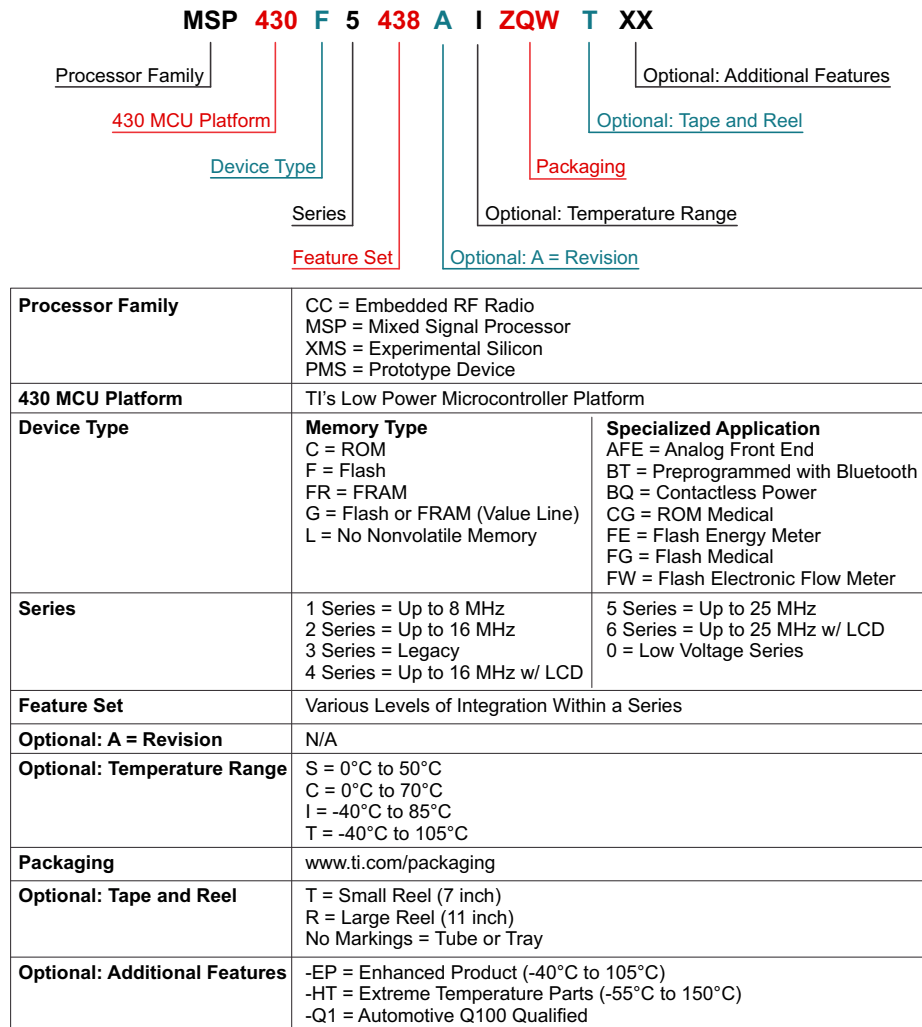 MSP 430 F 5 438 A I ZQW T XX
Processor Family
Optional: Additional Features
430 MCU Platform
Optional: Tape and Reel
Device Type
Packaging
Series
Optional: Temperature Range
Feature Set
Optional: A = Revision
Processor Family
CC = Embedded RF Radio
MSP = Mixed Signal Processor
XMS = Experimental Silicon
PMS = Prototype Device
430 MCU Platform
TI's Low Power Microcontroller Platform
Device Type
Memory Type
C = ROM
F = Flash
FR = FRAM
G = Flash or FRAM (Value Line)
L = No Nonvolatile Memory
Specialized Application
AFE = Analog Front End
BT = Preprogrammed with Bluetooth
BQ = Contactless Power
CG = ROM Medical
FE = Flash Energy Meter
FG = Flash Medical
FW = Flash Electronic Flow Meter
Series
1 Series = Up to 8 MHz
2 Series = Up to 16 MHz
3 Series = Legacy
4 Series = Up to 16 MHz w/ LCD
5 Series = Up to 25 MHz
6 Series = Up to 25 MHz w/ LCD
0 = Low Voltage Series
Feature Set
Various Levels of Integration Within a Series
Optional: A = Revision
N/A
Optional: Temperature Range
S = 0°C to 50°C
C = 0°C to 70°C
I = -40°C to 85°C
T = -40°C to 105°C
Packaging
www.ti.com/packaging
Optional: Tape and Reel
T = Small Reel (7 inch)
R = Large Reel (11 inch)
No Markings = Tube or Tray
Optional: Additional Features
-EP = Enhanced Product (-40°C to 105°C)
-HT = Extreme Temperature Parts (-55°C to 150°C)
-Q1 = Automotive Q100 Qualified